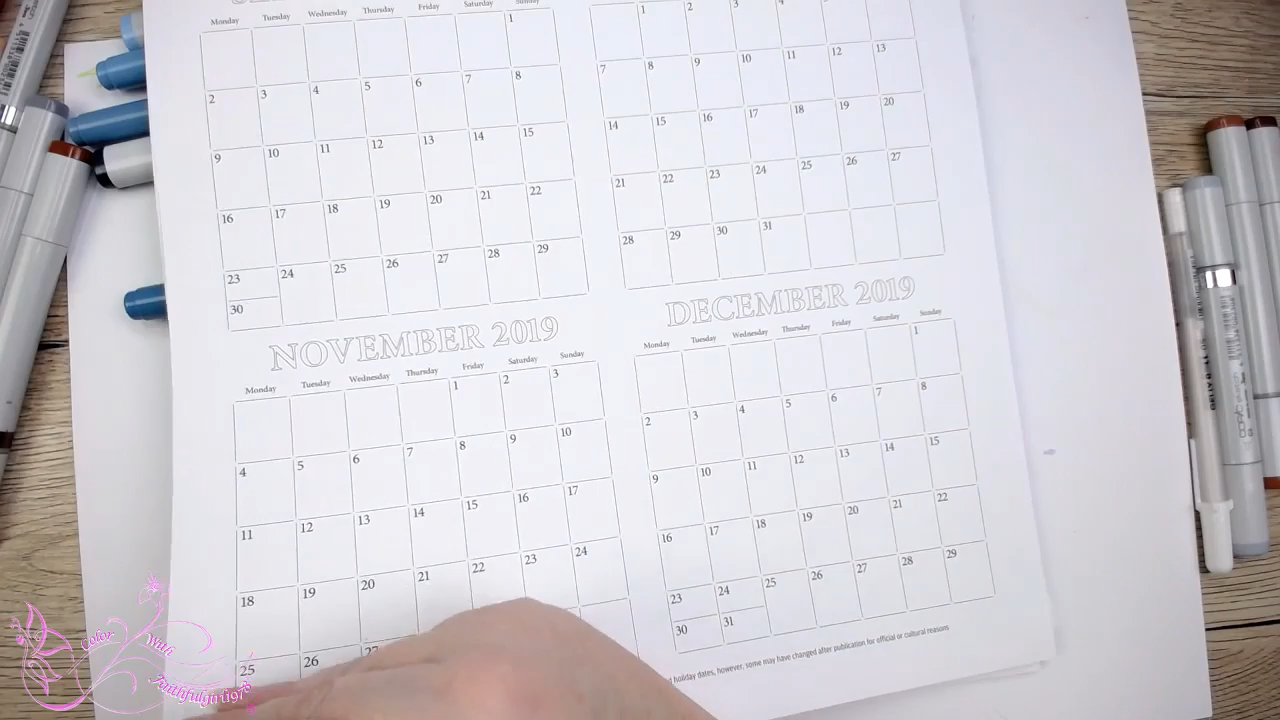 Monday Tuesday Wednesday Thursday Friday Saturday Sunday
1
2 3 4 5 6 7 8
9 10 11 12 13 14 15
16 17 18 19 20 21 22
23 24 25 26 27 28 29
30
1 2 3 4
7 8 9 10 11 12 13
14 15 16 17 18 19 20
21 22 23 24 25 26 27
28 29 30 31
NOVEMBER 2019
Monday Tuesday Wednesday Thursday Friday Saturday Sunday
1 2 3
4 5 6 7 8 9 10
11 12 13 14 15 16 17
18 19 20 21 22 23 24
25 26 27
DECEMBER 2019
Monday Tuesday Wednesday Thursday Friday Saturday Sunday
1
2 3 4 5 6 7 8
9 10 11 12 13 14 15
16 17 18 19 20 21 22
23 24 25 26 27 28 29
30 31
holiday dates, however, some may have changed after publication for official or cultural reasons
Color With
Faithfulgirl1973
COPIC